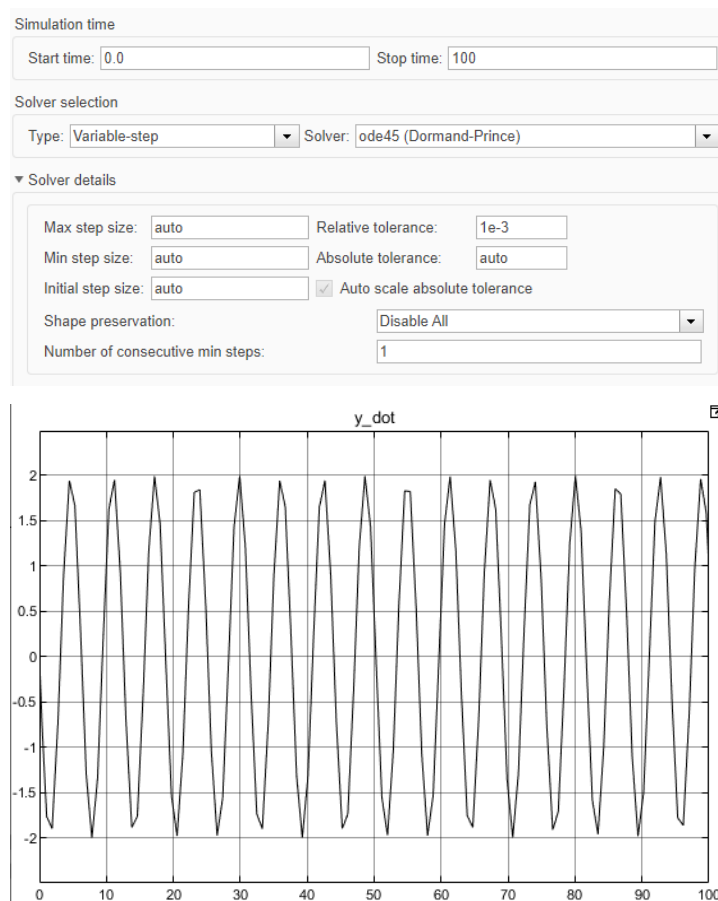 Simulation time
Start time: 0.0 Stop time: 100
Solver selection
Type: Variable-step Solver: ode45 (Dormand-Prince)
Solver details
Max step size: auto Relative tolerance: 1e-3
Min step size: auto Absolute tolerance: auto
Initial step size: auto Auto scale absolute tolerance
Shape preservation: Disable All
Number of consecutive min steps: 1
y_dot
2
1.5
1
0.5
0
-0.5
-1
-1.5
-2
0 10 20 30 40 50 60 70 80 90 100